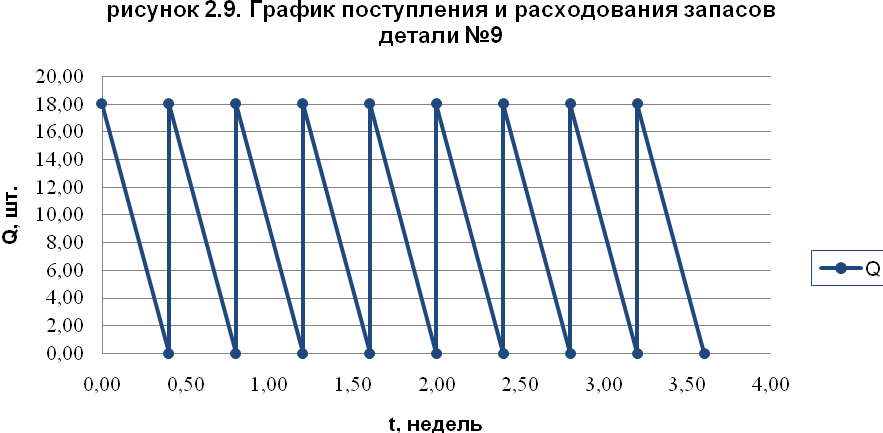 рисунок 2.9. График поступления и расходования запасов
детали №9
20,00
18,00
16,00
14,00
12,00
10,00
8,00
6,00
4,00
2,00
0,00
Q, шт.
Q
0,00 0,50 1,00 1,50 2,00 2,50 3,00 3,50 4,00
t, недель